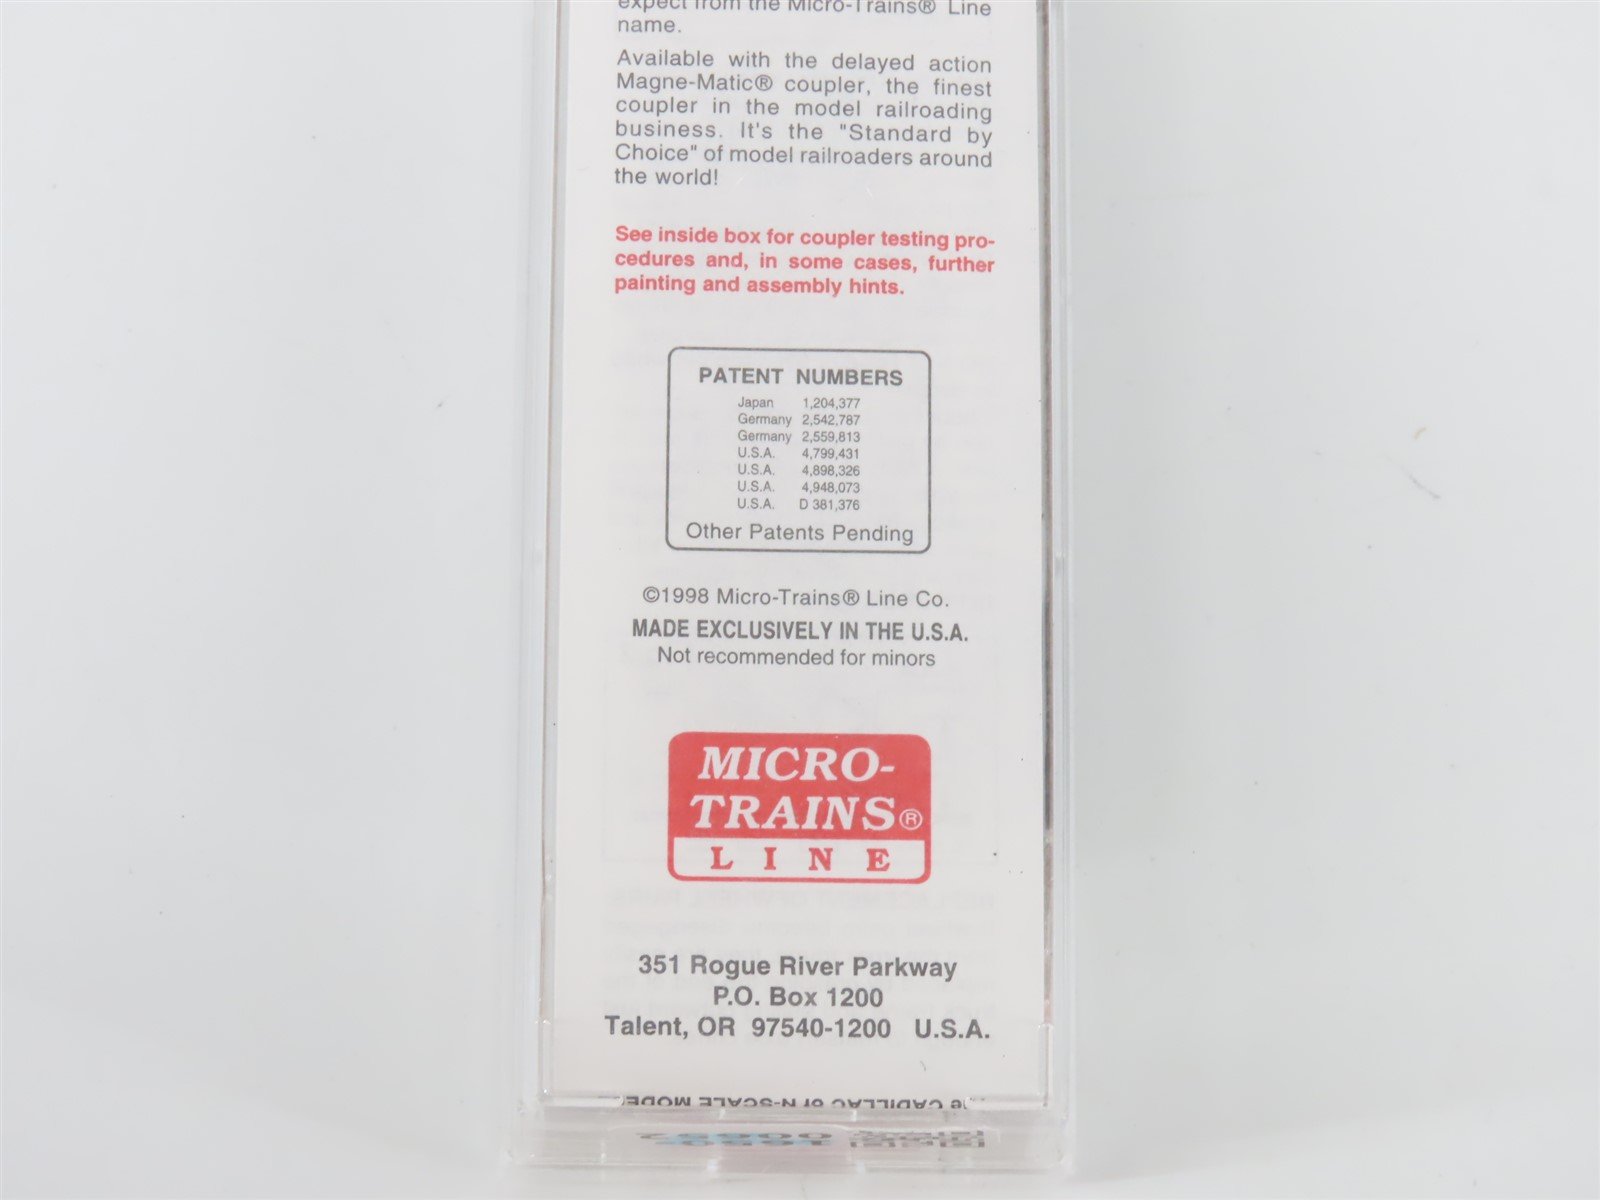 expect from the Micro-Trains® Line
name.
Available with the delayed action
Magne-Matic® coupler, the finest
coupler in the model railroading
business. It's the "Standard by
Choice" of model railroaders around
the world!
See inside box for coupler testing pro-
cedures and, in some cases, further
painting and assembly hints.
PATENT NUMBERS
Japan 1,204,377
Germany 2,542,787
Germany 2,559,813
U.S.A. 4,799,431
U.S.A. 4,898,326
U.S.A. 4,948,073
U.S.A. D 381,376
Other Patents Pending
©1998 Micro-Trains® Line Co.
MADE EXCLUSIVELY IN THE U.S.A.
Not recommended for minors
MICRO-
TRAINS®
LINE
351 Rogue River Parkway
P.O. Box 1200
Talent, OR 97540-1200 U.S.A.
CADILLAC of N-SCALE